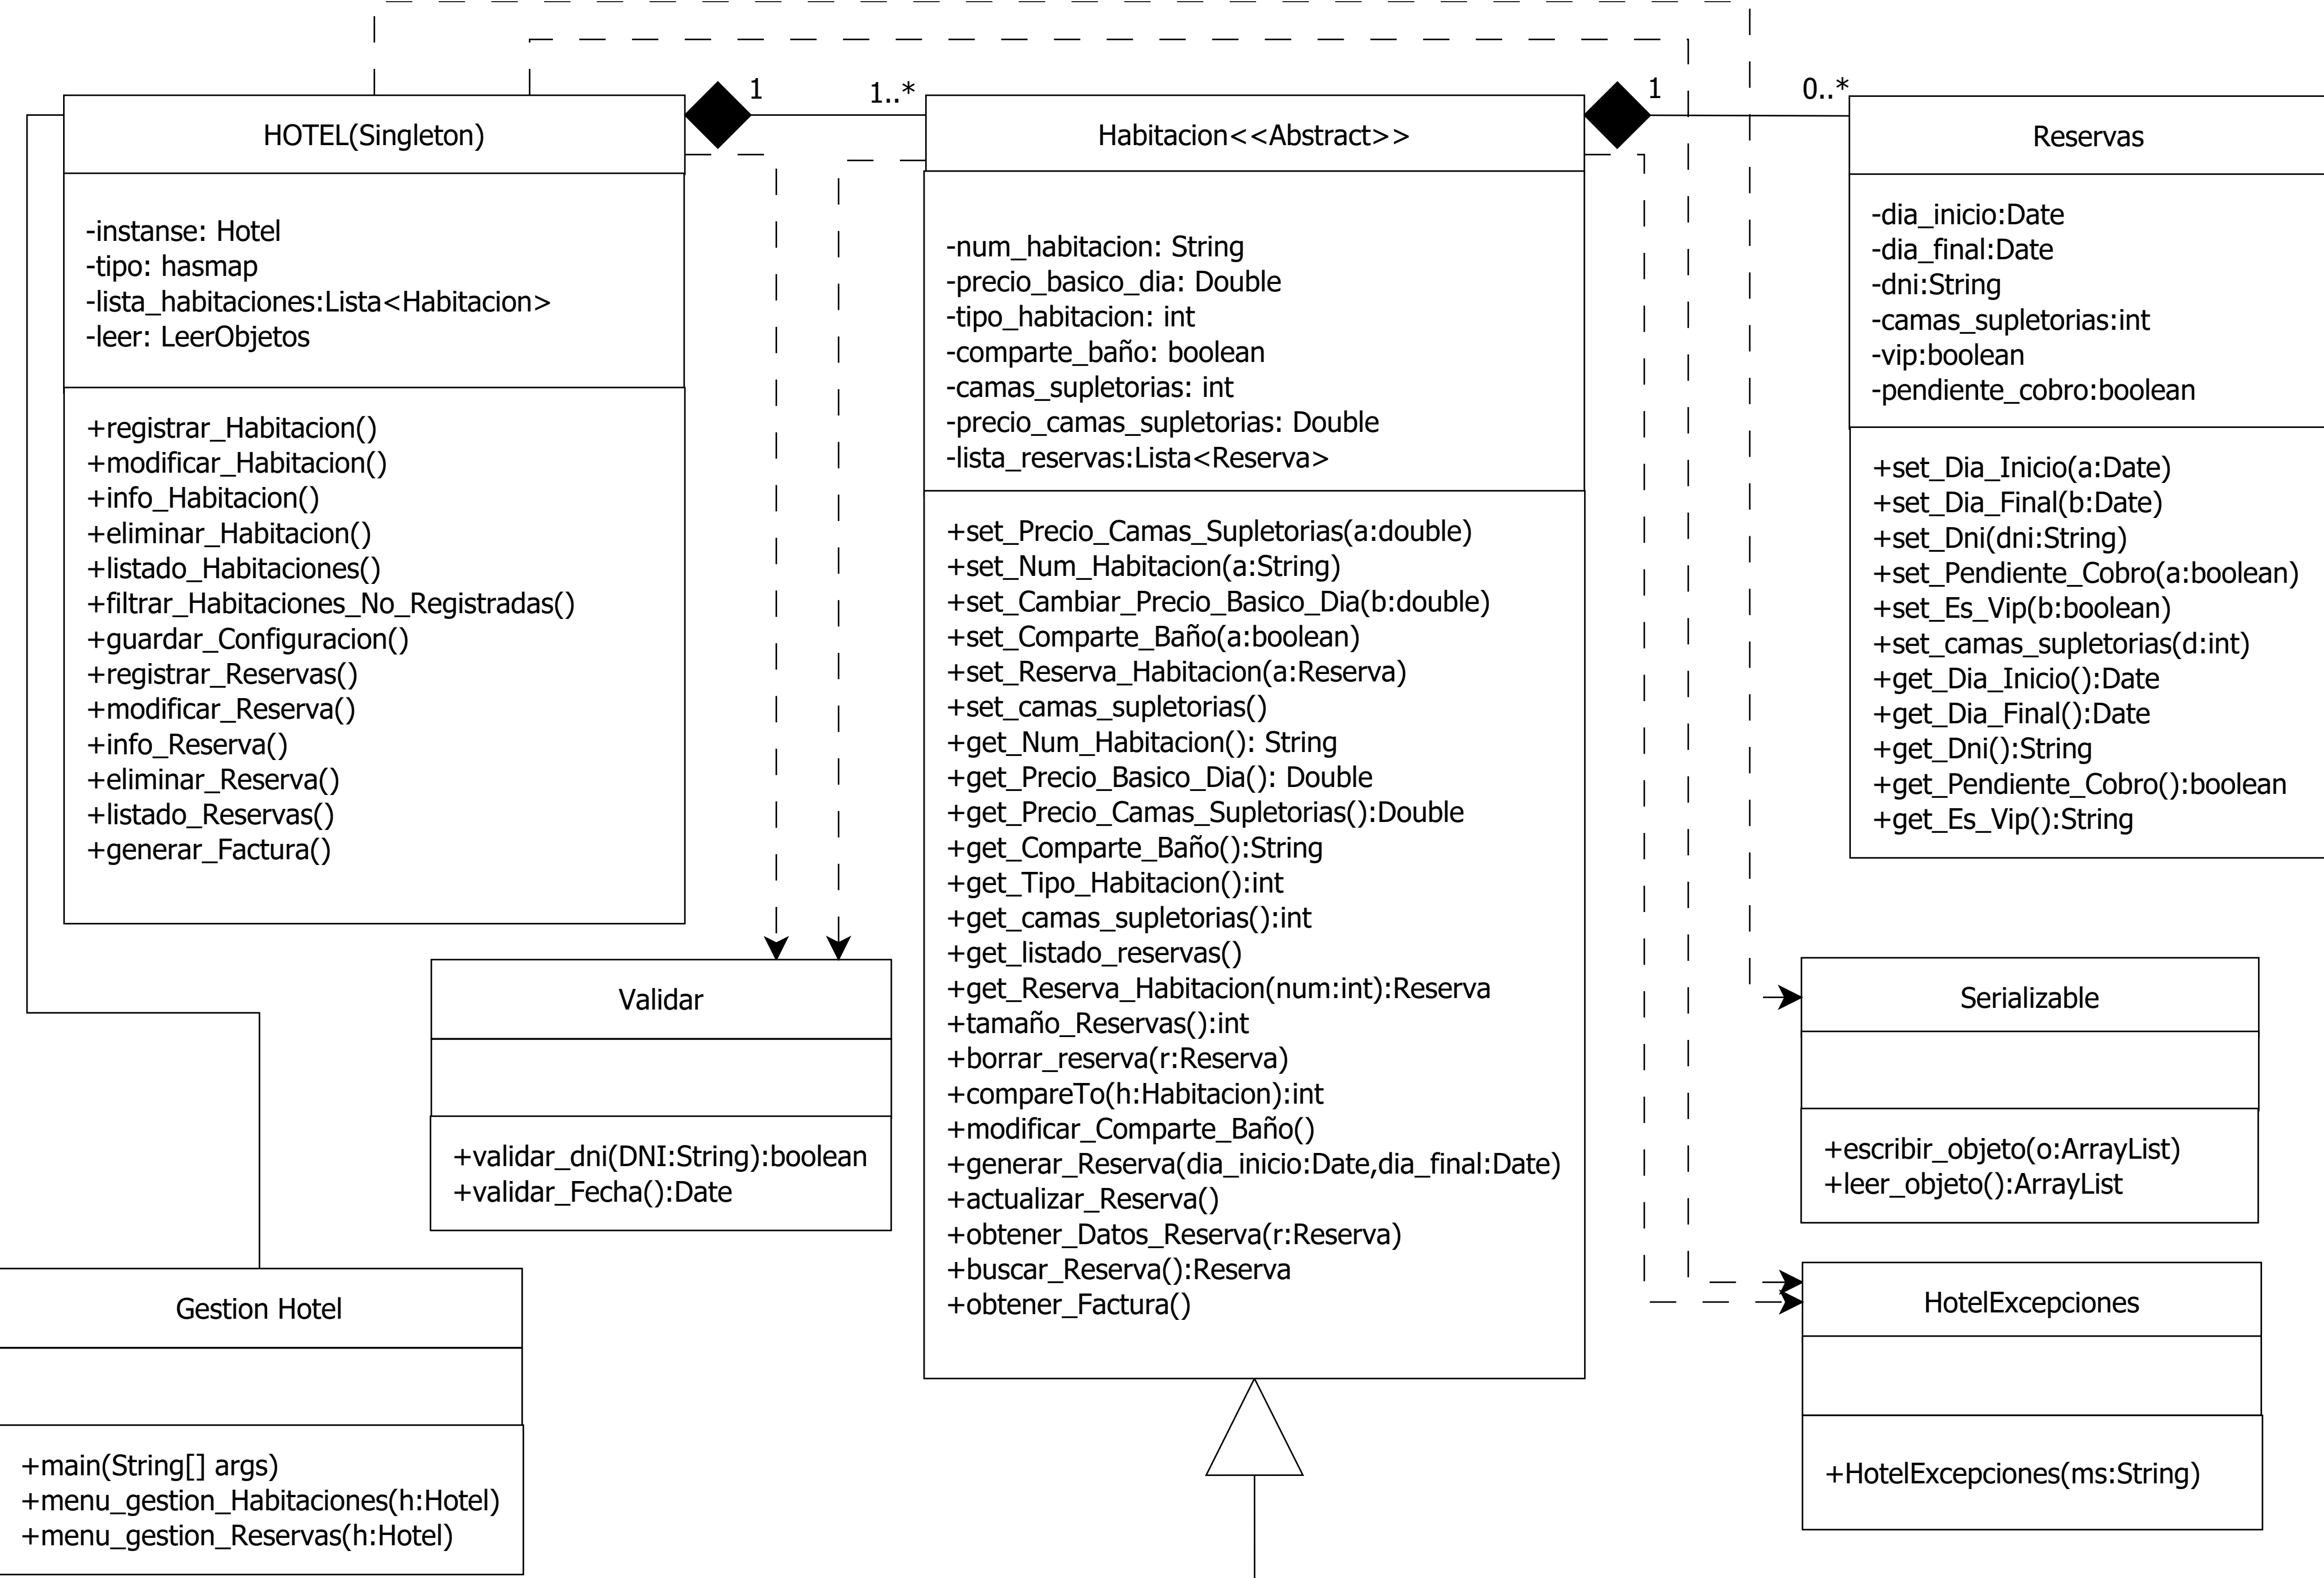 1
1..*
1
0..*
HOTEL(Singleton)
-instanse: Hotel
-tipo: hasmap
-lista_habitaciones:Lista<Habitacion>
-leer: LeerObjetos
+registrar_Habitacion()
+modificar_Habitacion()
+info_Habitacion()
+eliminar_Habitacion()
+listado_Habitaciones()
+filtrar_Habitaciones_No_Registradas()
+guardar_Configuracion()
+registrar_Reservas()
+modificar_Reserva()
+info_Reserva()
+eliminar_Reserva()
+listado_Reservas()
+generar_Factura()
Habitacion<<Abstract>>
-num_habitacion: String
-precio_basico_dia: Double
-tipo_habitacion: int
-comparte_baño: boolean
-camas_supletorias: int
-precio_camas_supletorias: Double
-lista_reservas:Lista<Reserva>
+set_Precio_Camas_Supletorias(a:double)
+set_Num_Habitacion(a:String)
+set_Cambiar_Precio_Basico_Dia(b:double)
+set_Comparte_Baño(a:boolean)
+set_Reserva_Habitacion(a:Reserva)
+set_camas_supletorias()
+get_Num_Habitacion(): String
+get_Precio_Basico_Dia(): Double
+get_Precio_Camas_Supletorias():Double
+get_Comparte_Baño():String
+get_Tipo_Habitacion():int
+get_camas_supletorias():int
+get_listado_reservas()
+get_Reserva_Habitacion(num:int):Reserva
+tamaño_Reservas():int
+borrar_reserva(r:Reserva)
+compareTo(h:Habitacion):int
+modificar_Comparte_Baño()
+generar_Reserva(dia_inicio:Date,dia_final:Date)
+actualizar_Reserva()
+obtener_Datos_Reserva(r:Reserva)
+buscar_Reserva():Reserva
+obtener_Factura()
Reservas
-dia_inicio:Date
-dia_final:Date
-dni:String
-camas_supletorias:int
-vip:boolean
-pendiente_cobro:boolean
+set_Dia_Inicio(a:Date)
+set_Dia_Final(b:Date)
+set_Dni(dni:String)
+set_Pendiente_Cobro(a:boolean)
+set_Es_Vip(b:boolean)
+set_camas_supletorias(d:int)
+get_Dia_Inicio():Date
+get_Dia_Final():Date
+get_Dni():String
+get_Pendiente_Cobro():boolean
+get_Es_Vip():String
Validar
+validar_dni(DNI:String):boolean
+validar_Fecha():Date
Serializable
+escribir_objeto(o:ArrayList)
+leer_objeto():ArrayList
Gestion Hotel
+main(String[] args)
+menu_gestion_Habitaciones(h:Hotel)
+menu_gestion_Reservas(h:Hotel)
HotelExcepciones
+HotelExcepciones(ms:String)